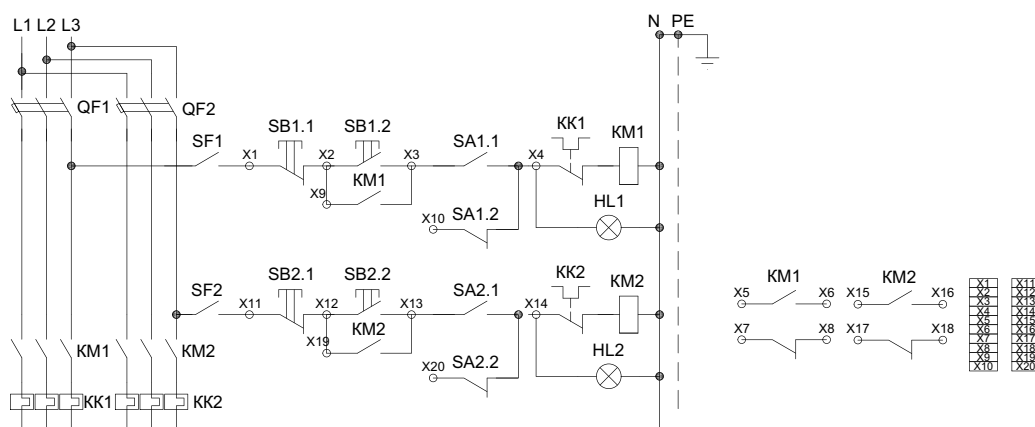 L1 L2 L3
N PE
QF1
QF2
SF1
X1
SB1.1
X2
SB1.2
X3
SA1.1
X4
KK1
KM1
X9
KM1
X10
SA1.2
HL1
SF2
X11
SB2.1
X12
SB2.2
X13
SA2.1
X14
KK2
KM2
X19
KM2
X20
SA2.2
HL2
KM1
KM2
KK1
KK2
X5
KM1
X6
X15
KM2
X16
X7
X8
X17
X18
X1
X2
X3
X4
X5
X6
X7
X8
X9
X10
X11
X12
X13
X14
X15
X16
X17
X18
X19
X20